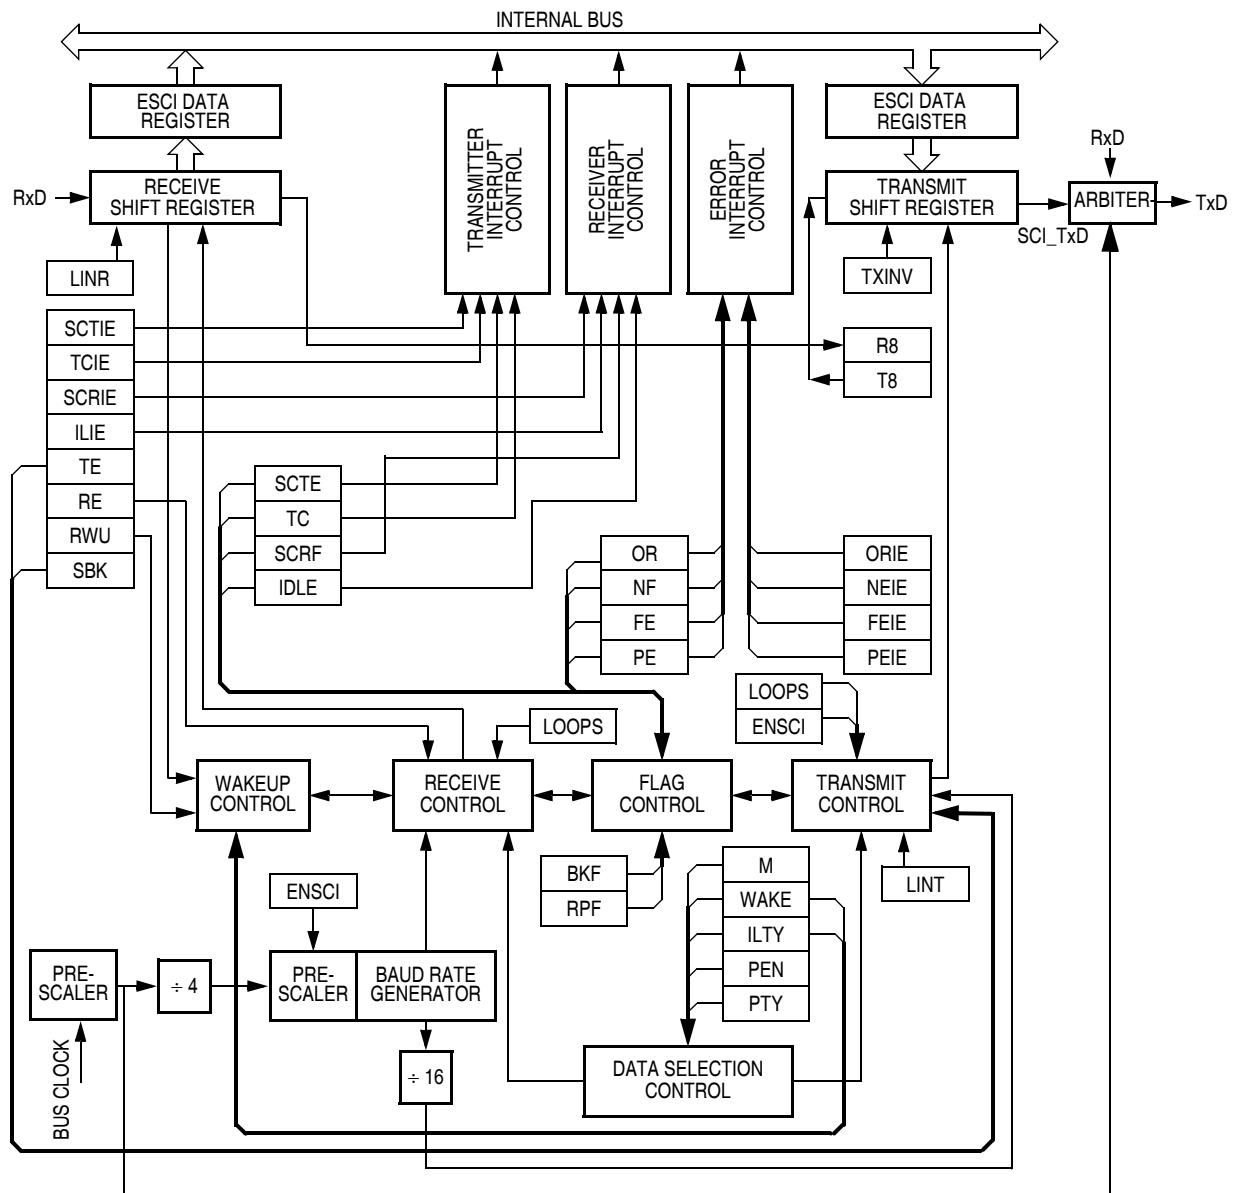 INTERNAL BUS
ESCI DATA
REGISTER
ESCI DATA
REGISTER
TRANSMITTER
INTERRUPT
CONTROL
RECEIVER
INTERRUPT
CONTROL
ERROR
INTERRUPT
CONTROL
RxD
RxD
RECEIVE
SHIFT REGISTER
TRANSMIT
SHIFT REGISTER
ARBITER
TxD
SCI_TxD
LINR
TXINV
SCTIE
TCIE
SCRIE
ILIE
TE
RE
RWU
SBK
R8
T8
SCTE
TC
SCRF
IDLE
OR
NF
FE
PE
ORIE
NEIE
FEIE
PEIE
LOOPS
LOOPS
ENSCI
WAKEUP
CONTROL
RECEIVE
CONTROL
FLAG
CONTROL
TRANSMIT
CONTROL
BKF
RPF
M
WAKE
ILTY
PEN
PTY
LINT
ENSCI
PRE-
SCALER
÷ 4
PRE-
SCALER
BAUD RATE
GENERATOR
÷ 16
DATA SELECTION
CONTROL
BUS CLOCK